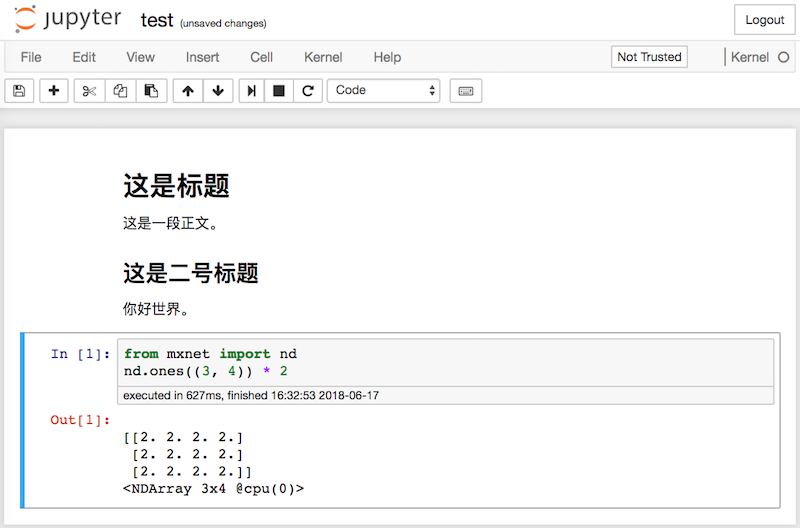 jupyter test (unsaved changes) Logout
File Edit View Insert Cell Kernel Help Not Trusted Kernel
Code
这是标题
这是一段正文。
这是二号标题
你好世界。
In [1]: from mxnet import nd
nd.ones((3, 4)) * 2
executed in 627ms, finished 16:32:53 2018-06-17
Out[1]:
[[2. 2. 2. 2.]
 [2. 2. 2. 2.]
 [2. 2. 2. 2.]]
<NDArray 3x4 @cpu(0)>